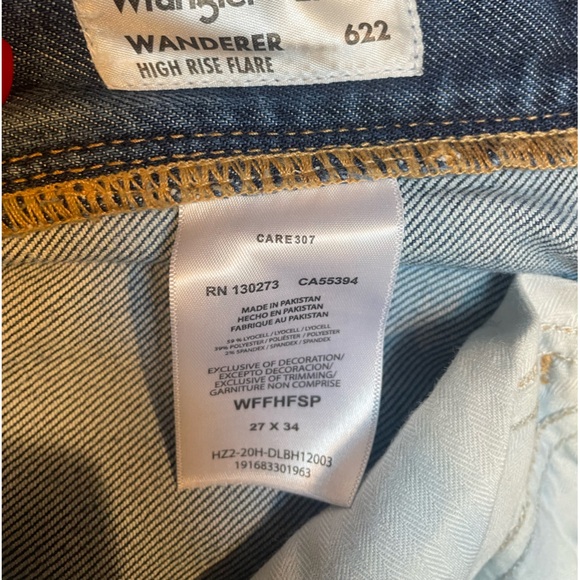 Wrangler
WANDERER 622
HIGH RISE FLARE
CARE307
RN 130273 CA55394
MADE IN PAKISTAN
HECHO EN PAKISTAN
FABRIQUE AU PAKISTAN
59 % LYOCELL / LYOCELL / LYOCELL
39% POLYESTER / POLIÉSTER / POLYESTER
2% SPANDEX / SPANDEX / SPANDEX
EXCLUSIVE OF DECORATION/
EXCEPTO DECORACION/
EXCLUSIVE OF TRIMMING/
GARNITURE NON COMPRISE
WFFHFSP
27 X 34
HZ2-20H-DLBH12003
191683301963